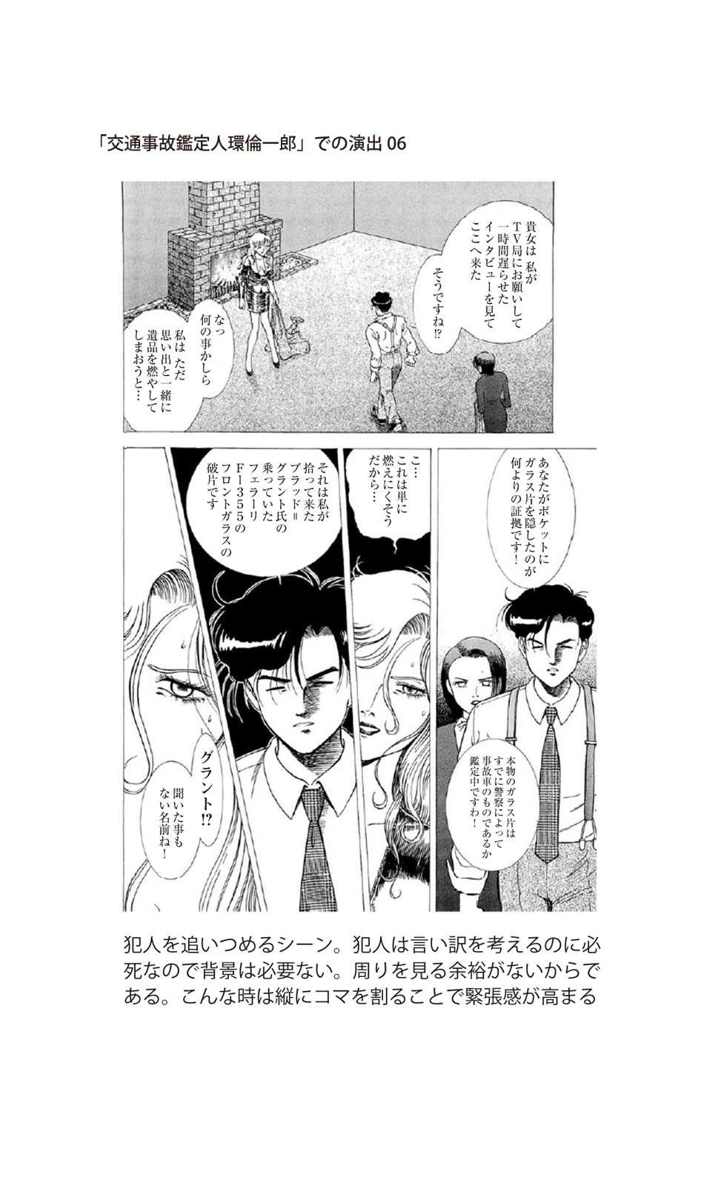 「交通事故鑑定人環倫一郎」での演出 06
貴女は 私が
TV局にお願いして
一時間遅らせた
インタビューを見て
ここへ来た
そうですね!?
なっ
何の事かしら
私は ただ
思い出と一緒に
遺品を燃やして
しまおうと…
あなたがポケットに
ガラス片を隠したのが
何よりの証拠です!
本物のガラス片は
すでに警察によって
事故車のものであるか
鑑定中ですわ!
こ…
これは単に
燃えにくそう
だから…
それは私が
拾って来た
ブラッド=
グラント氏の
乗っていた
フェラーリ
F1355の
フロントガラスの
破片です
グラント!?
聞いた事も
ない名前ね!
犯人を追いつめるシーン。犯人は言い訳を考えるのに必
死なので背景は必要ない。周りを見る余裕がないからで
ある。こんな時は縦にコマを割ることで緊張感が高まる